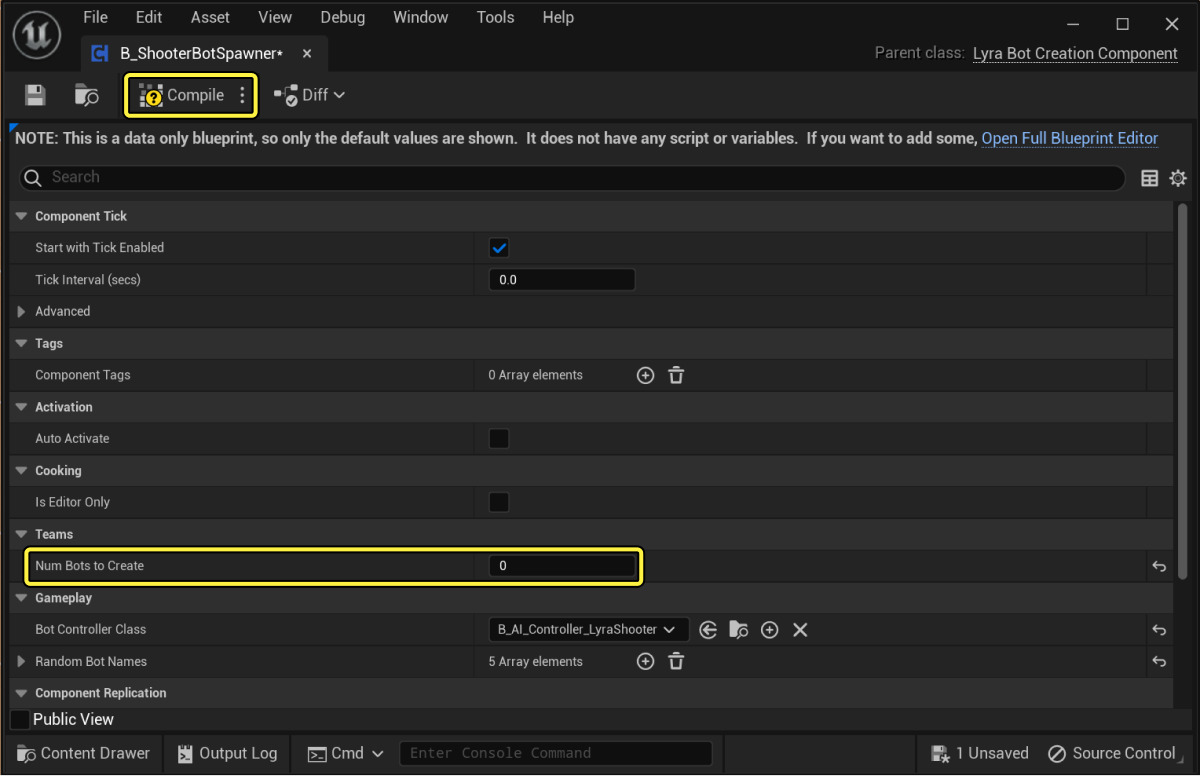 File Edit Asset View Debug Window Tools Help
B_ShooterBotSpawner*
Parent class: Lyra Bot Creation Component
Compile Diff
NOTE: This is a data only blueprint, so only the default values are shown. It does not have any script or variables. If you want to add some, Open Full Blueprint Editor
Search
Component Tick
Start with Tick Enabled
Tick Interval (secs) 0.0
Advanced
Tags
Component Tags 0 Array elements
Activation
Auto Activate
Cooking
Is Editor Only
Teams
Num Bots to Create 0
Gameplay
Bot Controller Class B_AI_Controller_LyraShooter
Random Bot Names 5 Array elements
Component Replication
Public View
Content Drawer Output Log Cmd Enter Console Command 1 Unsaved Source Control